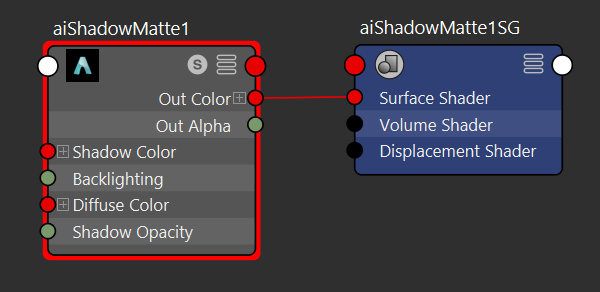 aiShadowMatte1
S
Out Color
Out Alpha
Shadow Color
Backlighting
Diffuse Color
Shadow Opacity
aiShadowMatte1SG
Surface Shader
Volume Shader
Displacement Shader